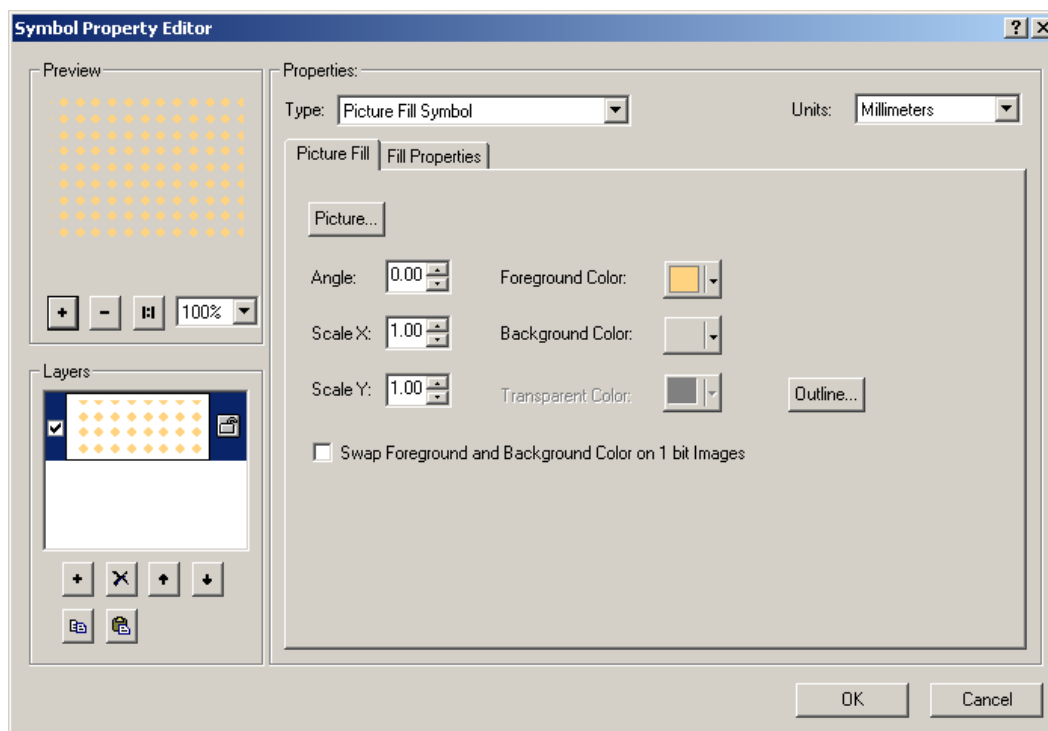 Symbol Property Editor
Preview
100%
Layers
Properties:
Type: Picture Fill Symbol
Units: Millimeters
Picture Fill
Fill Properties
Picture...
Angle: 0.00
Foreground Color:
Scale X: 1.00
Background Color:
Scale Y: 1.00
Transparent Color:
Outline...
Swap Foreground and Background Color on 1 bit Images
OK
Cancel